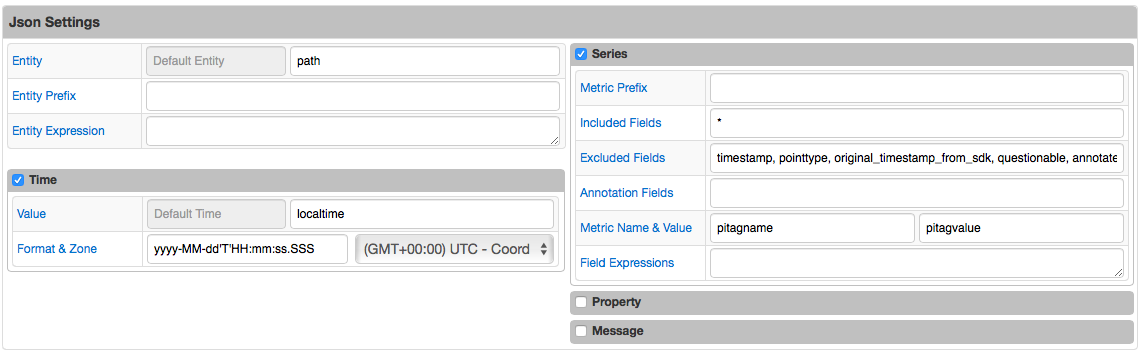 Json Settings
Entity Default Entity path
Entity Prefix
Entity Expression
Time
Value Default Time localtime
Format & Zone yyyy-MM-dd'T'HH:mm:ss.SSS (GMT+00:00) UTC - Coord
Series
Metric Prefix
Included Fields *
Excluded Fields timestamp, pointtype, original_timestamp_from_sdk, questionable, annotate
Annotation Fields
Metric Name & Value pitagname pitagvalue
Field Expressions
Property
Message